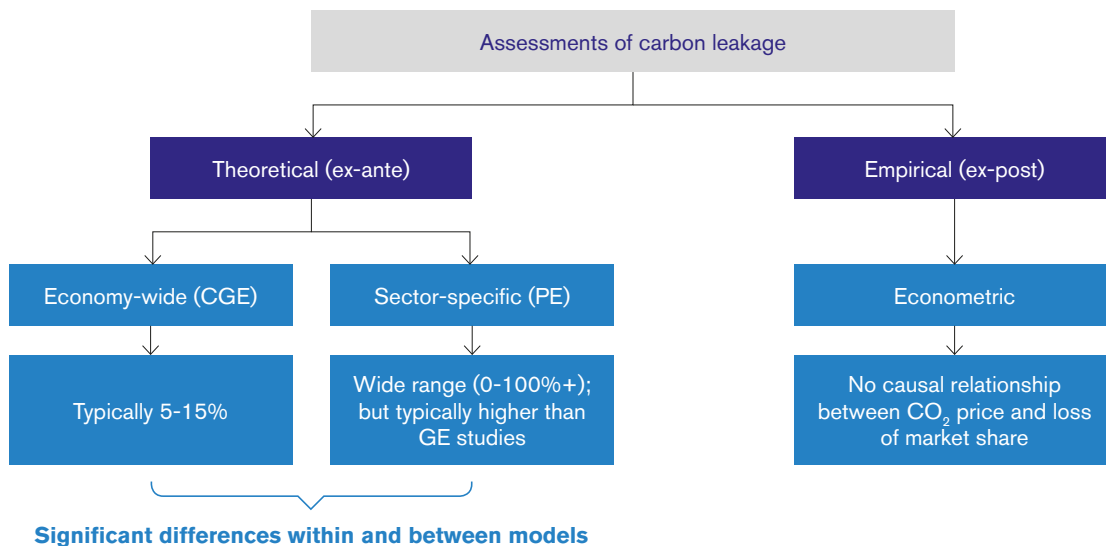 Assessments of carbon leakage
Theoretical (ex-ante)
Empirical (ex-post)
Economy-wide (CGE)
Sector-specific (PE)
Econometric
Typically 5-15%
Wide range (0-100%+);
but typically higher than
GE studies
No causal relationship
between CO₂ price and loss
of market share
Significant differences within and between models